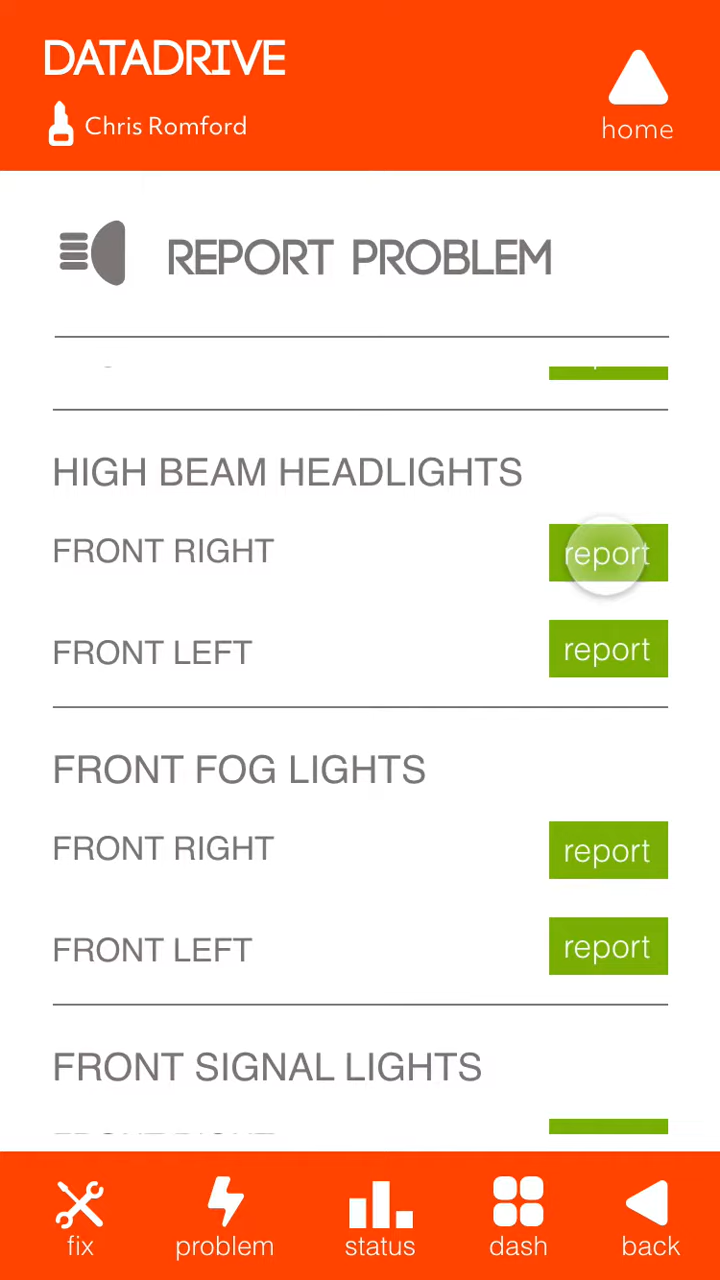 DATADRIVE
Chris Romford
home
REPORT PROBLEM
HIGH BEAM HEADLIGHTS
FRONT RIGHT report
FRONT LEFT report
FRONT FOG LIGHTS
FRONT RIGHT report
FRONT LEFT report
FRONT SIGNAL LIGHTS
fix problem status dash back